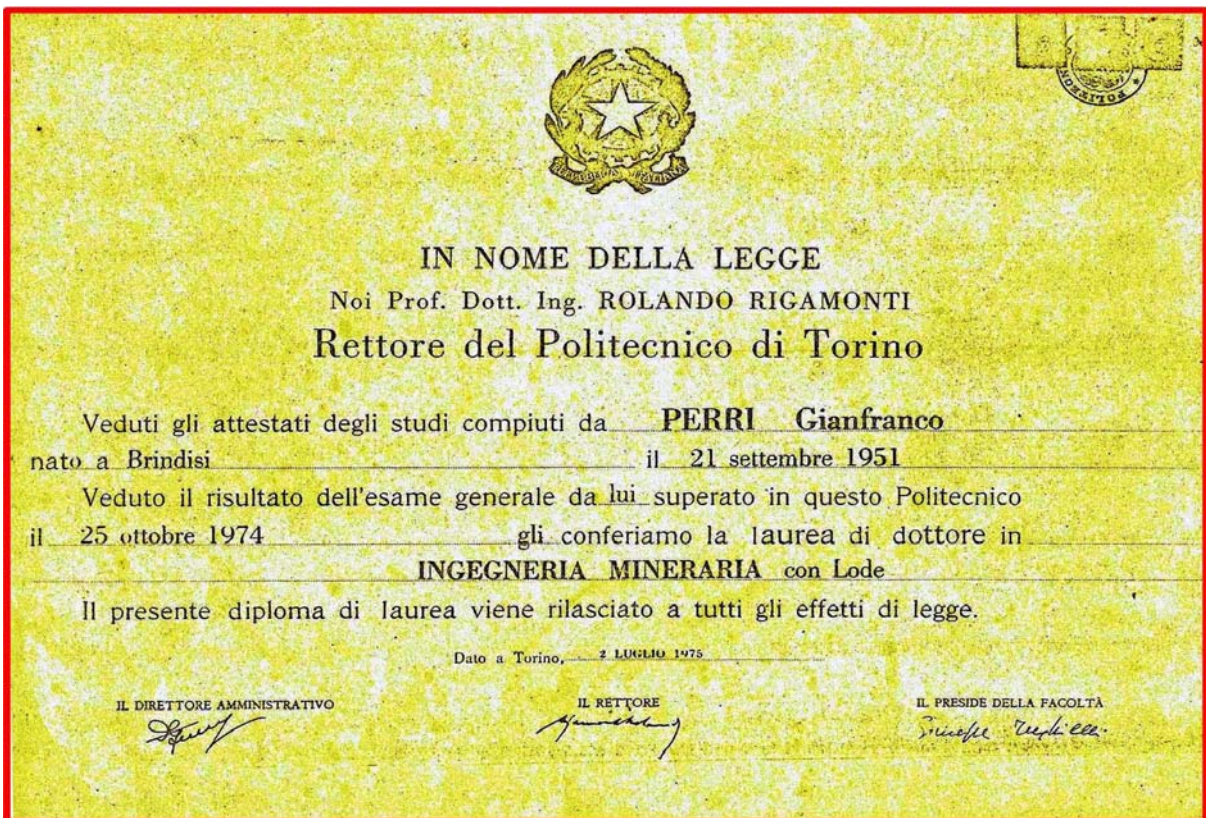 POLITECN
REPUBBLICA ITALIANA
IN NOME DELLA LEGGE
Noi Prof. Dott. Ing. ROLANDO RIGAMONTI
Rettore del Politecnico di Torino
Veduti gli attestati degli studi compiuti da PERRI Gianfranco
nato a Brindisi il 21 settembre 1951
Veduto il risultato dell'esame generale da lui superato in questo Politecnico
il 25 ottobre 1974 gli conferiamo la laurea di dottore in
INGEGNERIA MINERARIA con Lode
Il presente diploma di laurea viene rilasciato a tutti gli effetti di legge.
Dato a Torino, 2 LUGLIO 1975
IL DIRETTORE AMMINISTRATIVO IL RETTORE IL PRESIDE DELLA FACOLTÀ